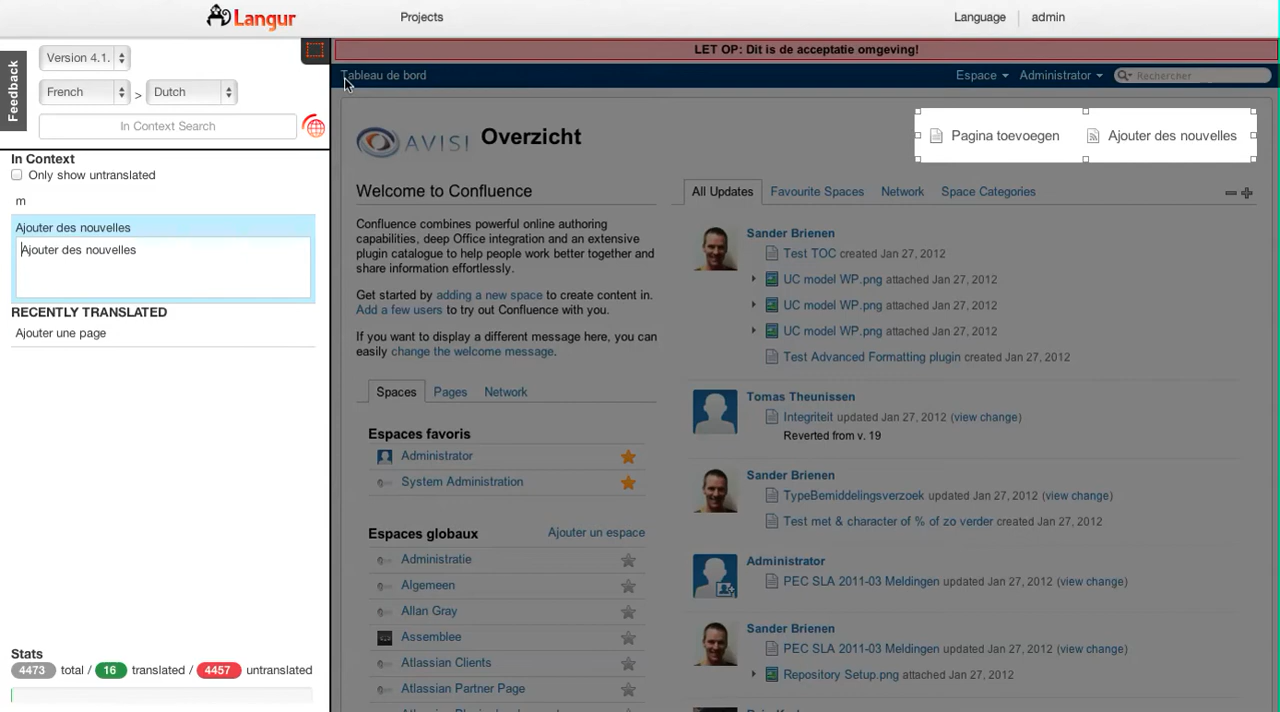 Langur
Projects
Language
admin
Feedback
Version 4.1.
French > Dutch
In Context Search
In Context
Only show untranslated
m
Ajouter des nouvelles
Ajouter des nouvelles
RECENTLY TRANSLATED
Ajouter une page
Stats
4473 total / 16 translated / 4457 untranslated
LET OP: Dit is de acceptatie omgeving!
Tableau de bord
Espace
Administrator
Rechercher
AVISI
Overzicht
Pagina toevoegen
Ajouter des nouvelles
Welcome to Confluence
Confluence combines powerful online authoring
capabilities, deep Office integration and an extensive
plugin catalogue to help people work better together and
share information effortlessly.
Get started by adding a new space to create content in.
Add a few users to try out Confluence with you.
If you want to display a different message here, you can
easily change the welcome message.
Spaces
Pages
Network
Espaces favoris
Administrator
System Administration
Espaces globaux
Ajouter un espace
Administratie
Algemeen
Allan Gray
Assemblee
Atlassian Clients
Atlassian Partner Page
All Updates
Favourite Spaces
Network
Space Categories
Sander Brienen
Test TOC created Jan 27, 2012
UC model WP.png attached Jan 27, 2012
UC model WP.png attached Jan 27, 2012
UC model WP.png attached Jan 27, 2012
Test Advanced Formatting plugin created Jan 27, 2012
Tomas Theunissen
Integriteit updated Jan 27, 2012 (view change)
Reverted from v. 19
Sander Brienen
TypeBemiddelingsverzoek updated Jan 27, 2012 (view change)
Test met & character of % of zo verder created Jan 27, 2012
Administrator
PEC SLA 2011-03 Meldingen updated Jan 27, 2012 (view change)
Sander Brienen
PEC SLA 2011-03 Meldingen updated Jan 27, 2012 (view change)
Repository Setup.png attached Jan 27, 2012